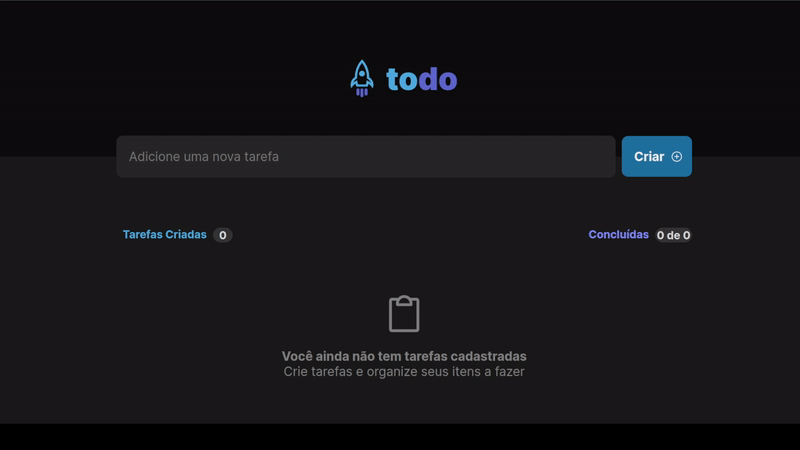 todo
Adicione uma nova tarefa
Criar
Tarefas Criadas 0
Concluídas 0 de 0
Você ainda não tem tarefas cadastradas
Crie tarefas e organize seus itens a fazer